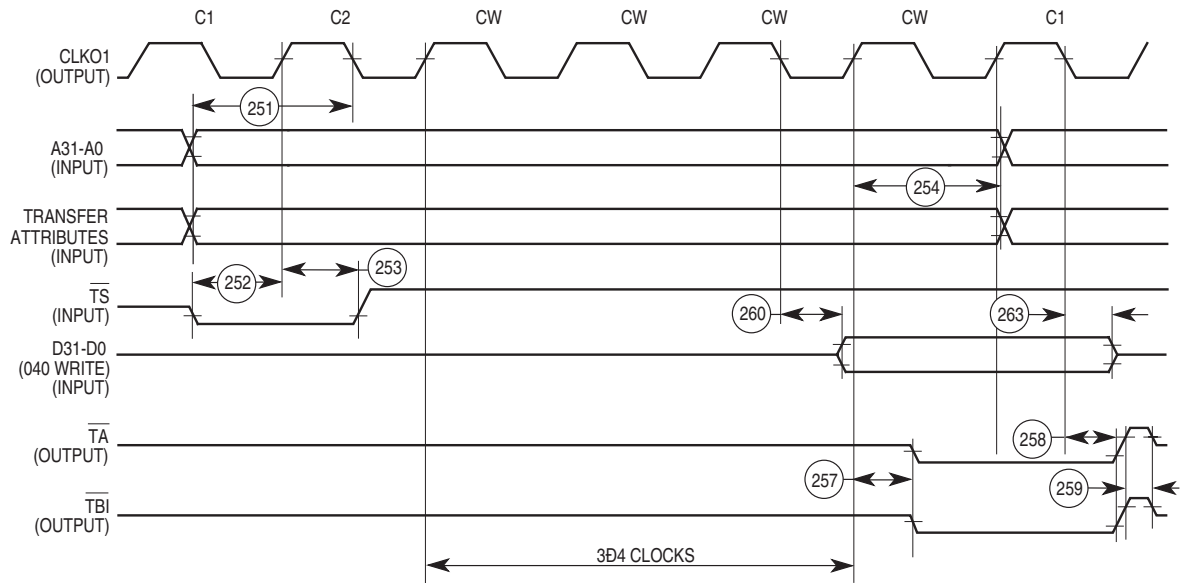 C1 C2 CW CW CW CW C1
CLKO1
(OUTPUT)
251
A31-A0
(INPUT)
254
TRANSFER
ATTRIBUTES
(INPUT)
252
253
TS
(INPUT)
260
263
D31-D0
(040 WRITE)
(INPUT)
TA
(OUTPUT)
258
257
259
TBI
(OUTPUT)
3Ð4 CLOCKS